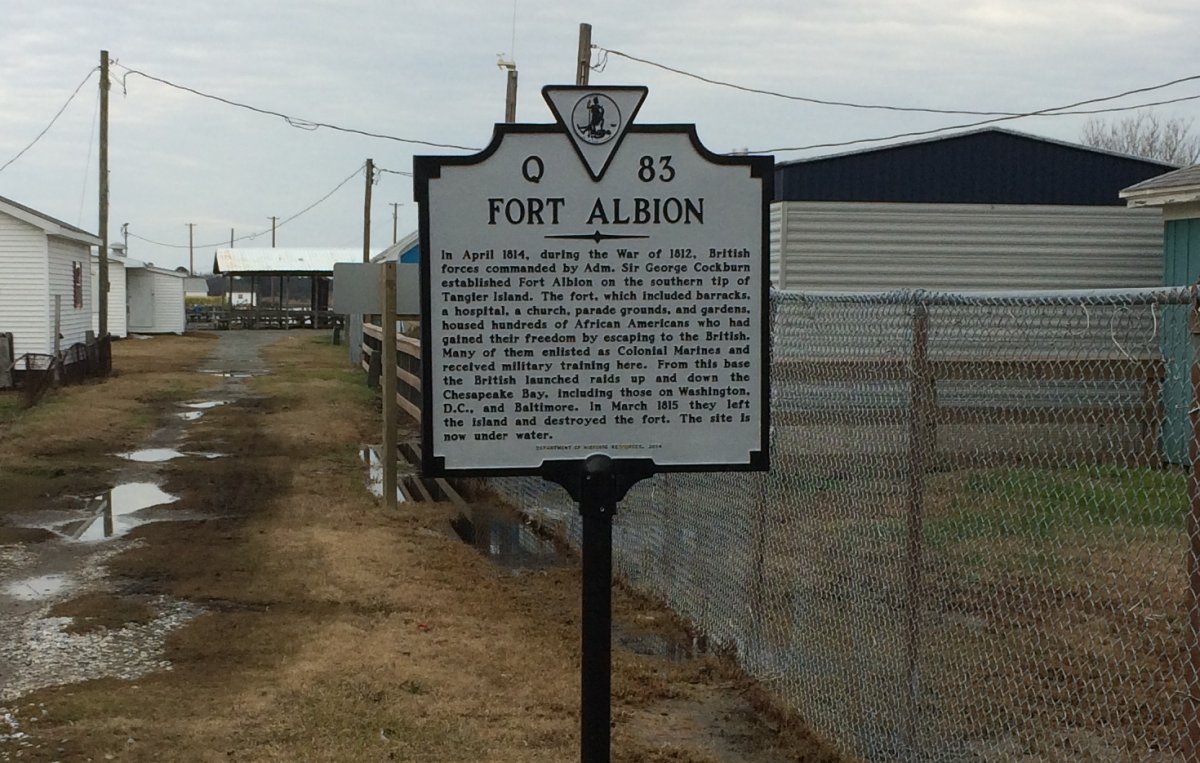 Q 83
FORT ALBION
In April 1814, during the War of 1812, British
forces commanded by Adm. Sir George Cockburn
established Fort Albion on the southern tip of
Tangier Island. The fort, which included barracks,
a hospital, a church, parade grounds, and gardens,
housed hundreds of African Americans who had
gained their freedom by escaping to the British.
Many of them enlisted as Colonial Marines and
received military training here. From this base
the British launched raids up and down the
Chesapeake Bay, including those on Washington,
D.C., and Baltimore. In March 1815 they left
the island and destroyed the fort. The site is
now under water.
DEPARTMENT OF HISTORIC RESOURCES, 2014